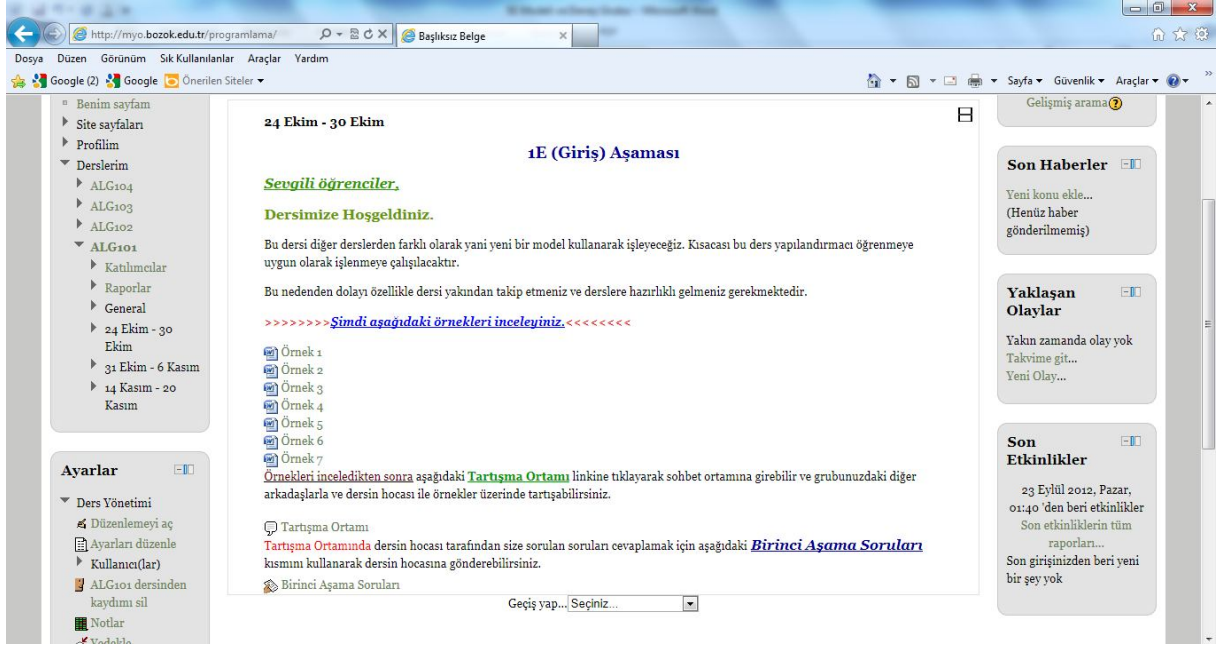 http://myo.bozok.edu.tr/programlama/
Başlıksız Belge
Dosya Düzen Görünüm Sık Kullanılanlar Araçlar Yardım
Google (2) Google Önerilen Siteler
Sayfa Güvenlik Araçlar
Benim sayfam
Site sayfaları
Profilim
Derslerim
ALG104
ALG103
ALG102
ALG101
Katılımcılar
Raporlar
General
24 Ekim - 30
Ekim
31 Ekim - 6 Kasım
14 Kasım - 20
Kasım
Ayarlar
Ders Yönetimi
Düzenlemeyi aç
Ayarları düzenle
Kullanıcı(lar)
ALG101 dersinden
kaydımı sil
Notlar
Yedekle
24 Ekim - 30 Ekim
1E (Giriş) Aşaması
Sevgili öğrenciler,
Dersimize Hoşgeldiniz.
Bu dersi diğer derslerden farklı olarak yani yeni bir model kullanarak işleyeceğiz. Kısacası bu ders yapılandırmacı öğrenmeye
uygun olarak işlenmeye çalışılacaktır.
Bu nedenden dolayı özellikle dersi yakından takip etmeniz ve derslere hazırlıklı gelmeniz gerekmektedir.
>>>>>>>>Şimdi aşağıdaki örnekleri inceleyiniz.<<<<<<<<
Örnek 1
Örnek 2
Örnek 3
Örnek 4
Örnek 5
Örnek 6
Örnek 7
Örnekleri inceledikten sonra aşağıdaki Tartışma Ortamı linkine tıklayarak sohbet ortamına girebilir ve grubunuzdaki diğer
arkadaşlarla ve dersin hocası ile örnekler üzerinde tartışabilirsiniz.
Tartışma Ortamı
Tartışma Ortamında dersin hocası tarafından size sorulan soruları cevaplamak için aşağıdaki Birinci Aşama Soruları
kısmını kullanarak dersin hocasına gönderebilirsiniz.
Birinci Aşama Soruları
Geçiş yap... Seçiniz...
Gelişmiş arama
Son Haberler
Yeni konu ekle...
(Henüz haber
gönderilmemiş)
Yaklaşan
Olaylar
Yakın zamanda olay yok
Takvime git...
Yeni Olay...
Son
Etkinlikler
23 Eylül 2012, Pazar,
01:40 'den beri etkinlikler
Son etkinliklerin tüm
raporları...
Son girişinizden beri yeni
bir şey yok